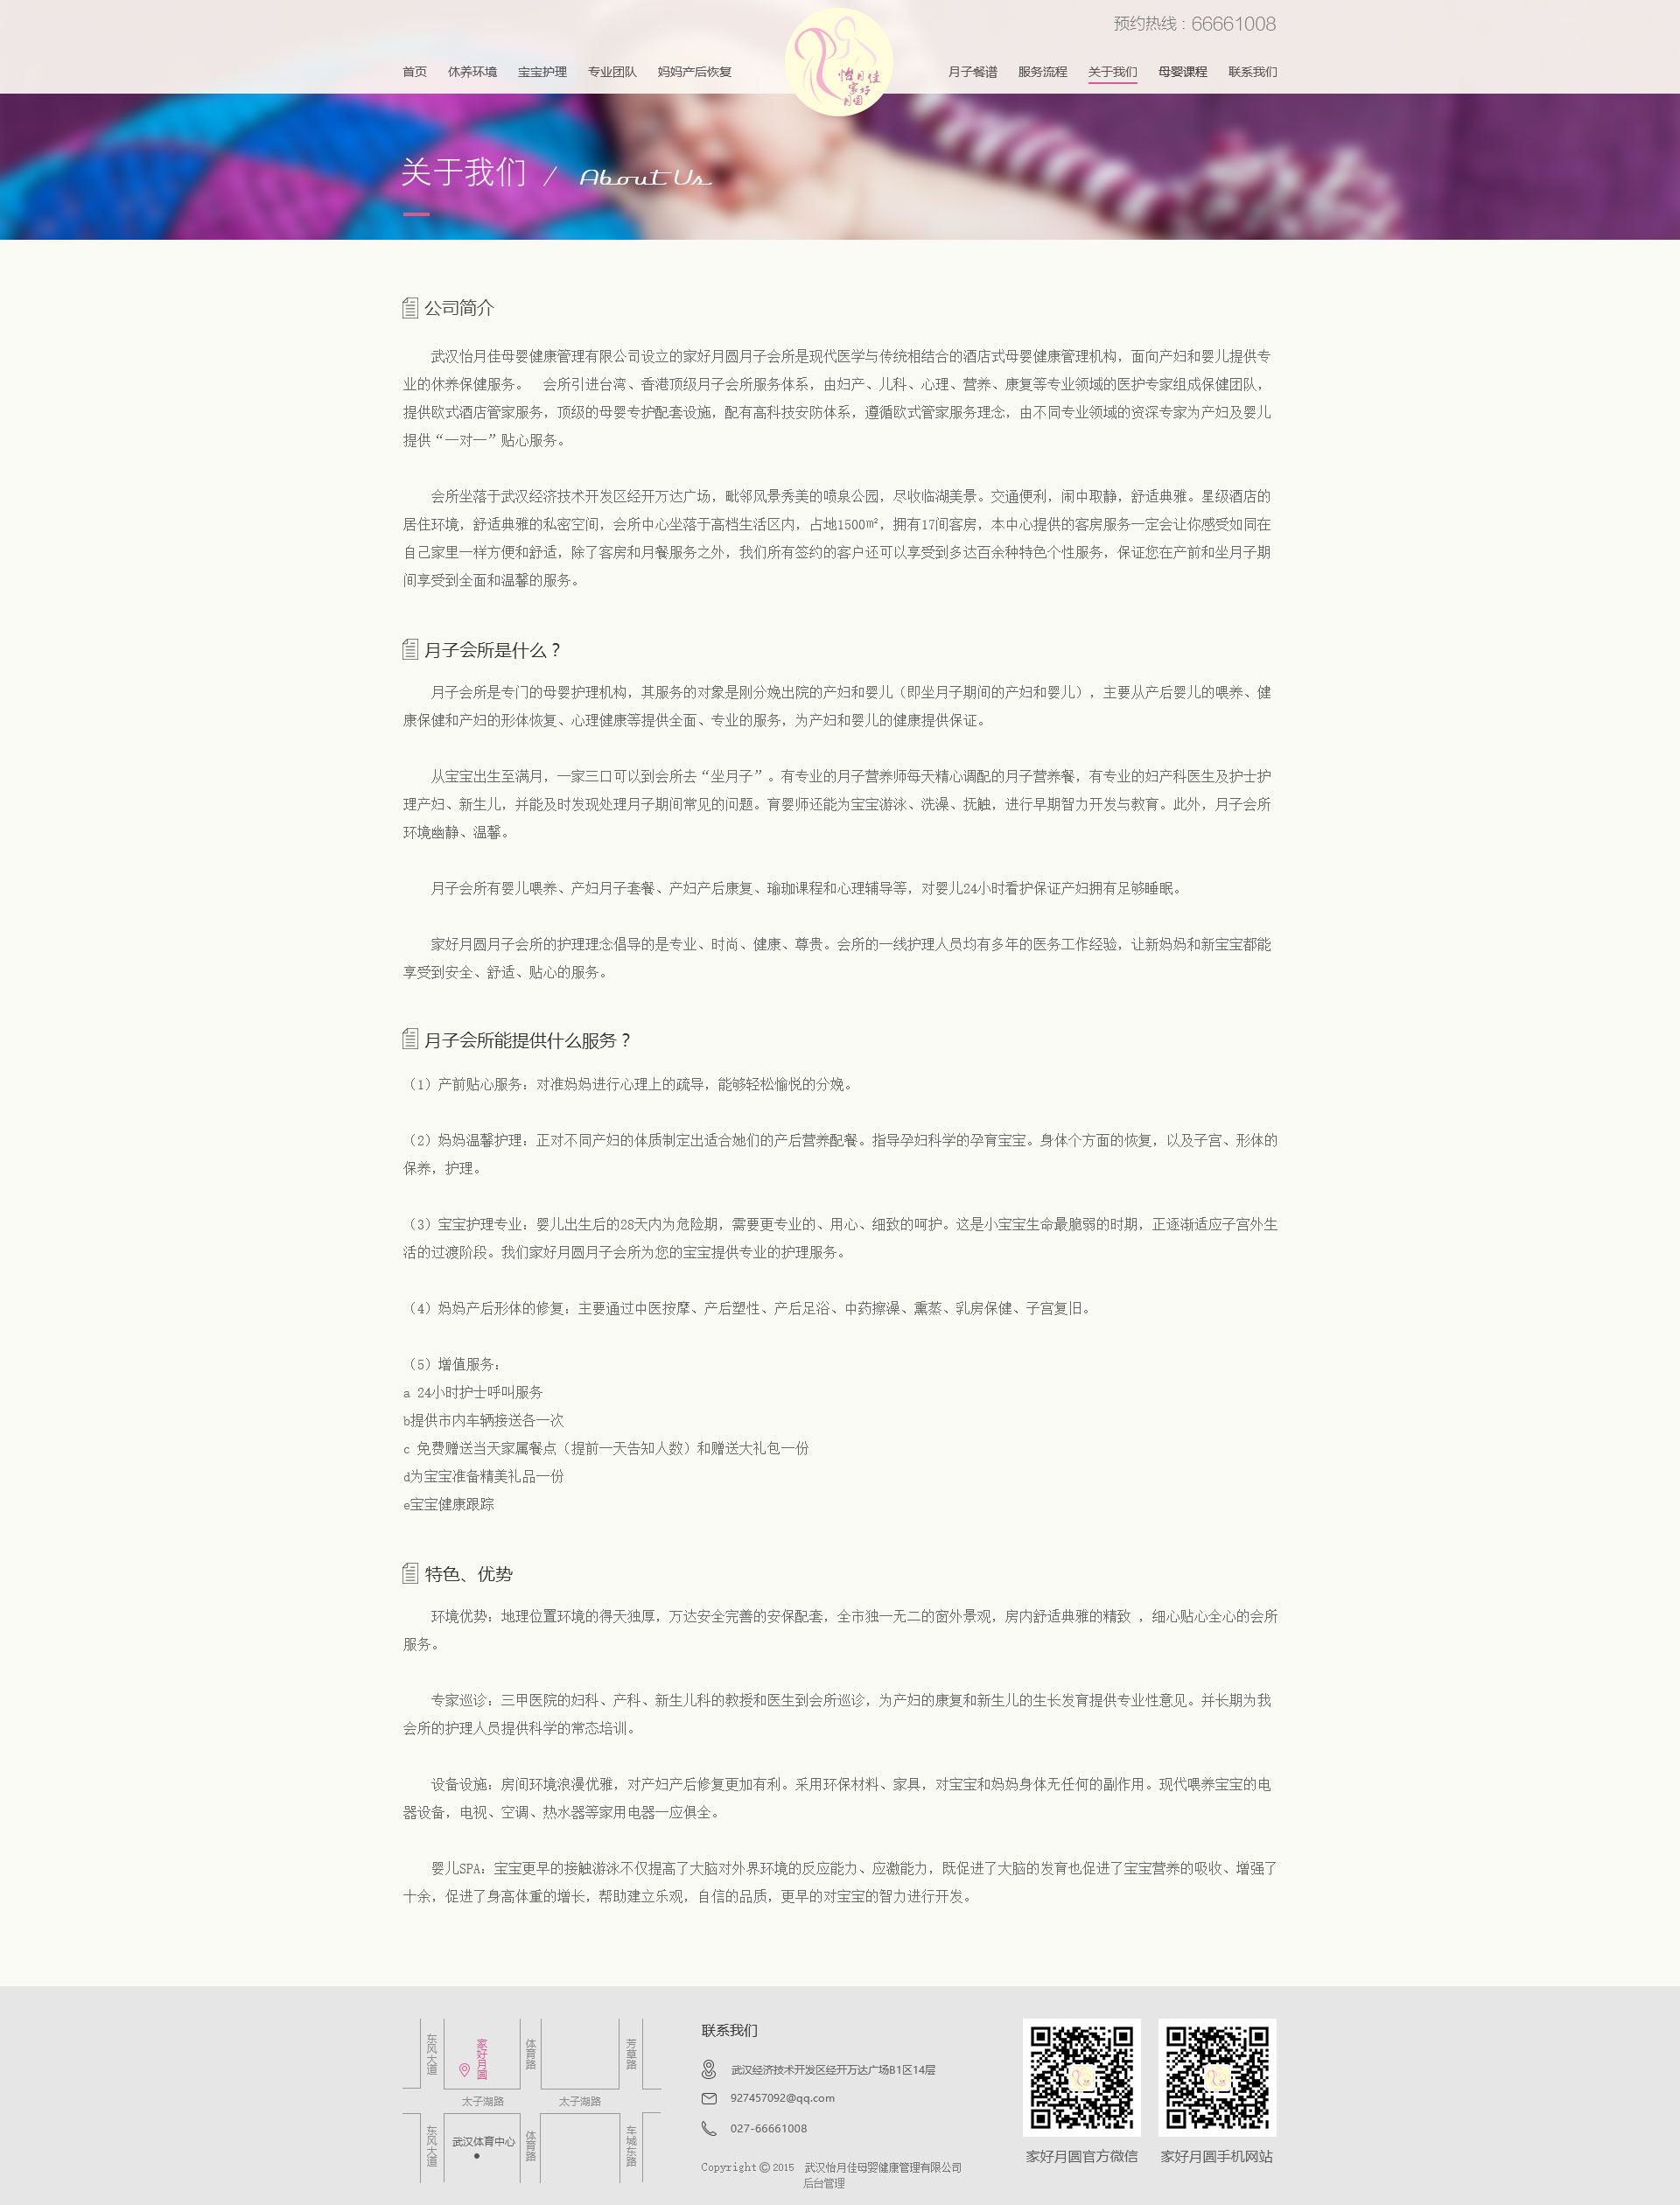 预约热线：66661008
首页 休养环境 宝宝护理 专业团队 妈妈产后恢复
怡月佳
家好
月圆
月子餐谱 服务流程 关于我们 母婴课程 联系我们
关于我们 / About Us
公司简介
武汉怡月佳母婴健康管理有限公司设立的家好月圆月子会所是现代医学与传统相结合的酒店式母婴健康管理机构，面向产妇和婴儿提供专
业的休养保健服务。 会所引进台湾、香港顶级月子会所服务体系，由妇产、儿科、心理、营养、康复等专业领域的医护专家组成保健团队，
提供欧式酒店管家服务，顶级的母婴专护配套设施，配有高科技安防体系，遵循欧式管家服务理念，由不同专业领域的资深专家为产妇及婴儿
提供“一对一”贴心服务。
会所坐落于武汉经济技术开发区经开万达广场，毗邻风景秀美的喷泉公园，尽收临湖美景。交通便利，闹中取静，舒适典雅。星级酒店的
居住环境，舒适典雅的私密空间，会所中心坐落于高档生活区内，占地1500㎡，拥有17间客房，本中心提供的客房服务一定会让你感受如同在
自己家里一样方便和舒适，除了客房和月餐服务之外，我们所有签约的客户还可以享受到多达百余种特色个性服务，保证您在产前和坐月子期
间享受到全面和温馨的服务。
月子会所是什么？
月子会所是专门的母婴护理机构，其服务的对象是刚分娩出院的产妇和婴儿（即坐月子期间的产妇和婴儿），主要从产后婴儿的喂养、健
康保健和产妇的形体恢复、心理健康等提供全面、专业的服务，为产妇和婴儿的健康提供保证。
从宝宝出生至满月，一家三口可以到会所去“坐月子”。有专业的月子营养师每天精心调配的月子营养餐，有专业的妇产科医生及护士护
理产妇、新生儿，并能及时发现处理月子期间常见的问题。育婴师还能为宝宝游泳、洗澡、抚触，进行早期智力开发与教育。此外，月子会所
环境幽静、温馨。
月子会所有婴儿喂养、产妇月子套餐、产妇产后康复、瑜珈课程和心理辅导等，对婴儿24小时看护保证产妇拥有足够睡眠。
家好月圆月子会所的护理理念倡导的是专业、时尚、健康、尊贵。会所的一线护理人员均有多年的医务工作经验，让新妈妈和新宝宝都能
享受到安全、舒适、贴心的服务。
月子会所能提供什么服务？
（1）产前贴心服务：对准妈妈进行心理上的疏导，能够轻松愉悦的分娩。
（2）妈妈温馨护理：正对不同产妇的体质制定出适合她们的产后营养配餐。指导孕妇科学的孕育宝宝。身体个方面的恢复，以及子宫、形体的
保养，护理。
（3）宝宝护理专业：婴儿出生后的28天内为危险期，需要更专业的、用心、细致的呵护。这是小宝宝生命最脆弱的时期，正逐渐适应子宫外生
活的过渡阶段。我们家好月圆月子会所为您的宝宝提供专业的护理服务。
（4）妈妈产后形体的修复：主要通过中医按摩、产后塑性、产后足浴、中药擦澡、熏蒸、乳房保健、子宫复旧。
（5）增值服务：
a 24小时护士呼叫服务
b提供市内车辆接送各一次
c 免费赠送当天家属餐点（提前一天告知人数）和赠送大礼包一份
d为宝宝准备精美礼品一份
e宝宝健康跟踪
特色、优势
环境优势：地理位置环境的得天独厚，万达安全完善的安保配套，全市独一无二的窗外景观，房内舒适典雅的精致 ，细心贴心全心的会所
服务。
专家巡诊：三甲医院的妇科、产科、新生儿科的教授和医生到会所巡诊，为产妇的康复和新生儿的生长发育提供专业性意见。并长期为我
会所的护理人员提供科学的常态培训。
设备设施：房间环境浪漫优雅，对产妇产后修复更加有利。采用环保材料、家具，对宝宝和妈妈身体无任何的副作用。现代喂养宝宝的电
器设备，电视、空调、热水器等家用电器一应俱全。
婴儿SPA：宝宝更早的接触游泳不仅提高了大脑对外界环境的反应能力、应激能力，既促进了大脑的发育也促进了宝宝营养的吸收、增强了
十余，促进了身高体重的增长，帮助建立乐观，自信的品质，更早的对宝宝的智力进行开发。
东风大道
家好月圆
体育路
芳草路
太子湖路 太子湖路
东风大道
武汉体育中心
体育路
车城东路
联系我们
武汉经济技术开发区经开万达广场B1区14层
927457092@qq.com
027-66661008
Copyright © 2015 武汉怡月佳母婴健康管理有限公司
后台管理
家好月圆官方微信 家好月圆手机网站